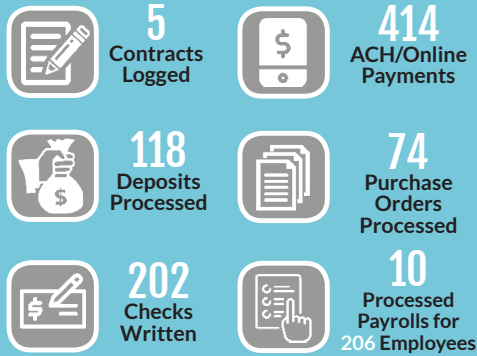 5
Contracts
Logged
414
ACH/Online
Payments
$
118
Deposits
Processed
$
74
Purchase
Orders
Processed
202
Checks
Written
$
10
Processed
Payrolls for
206 Employees